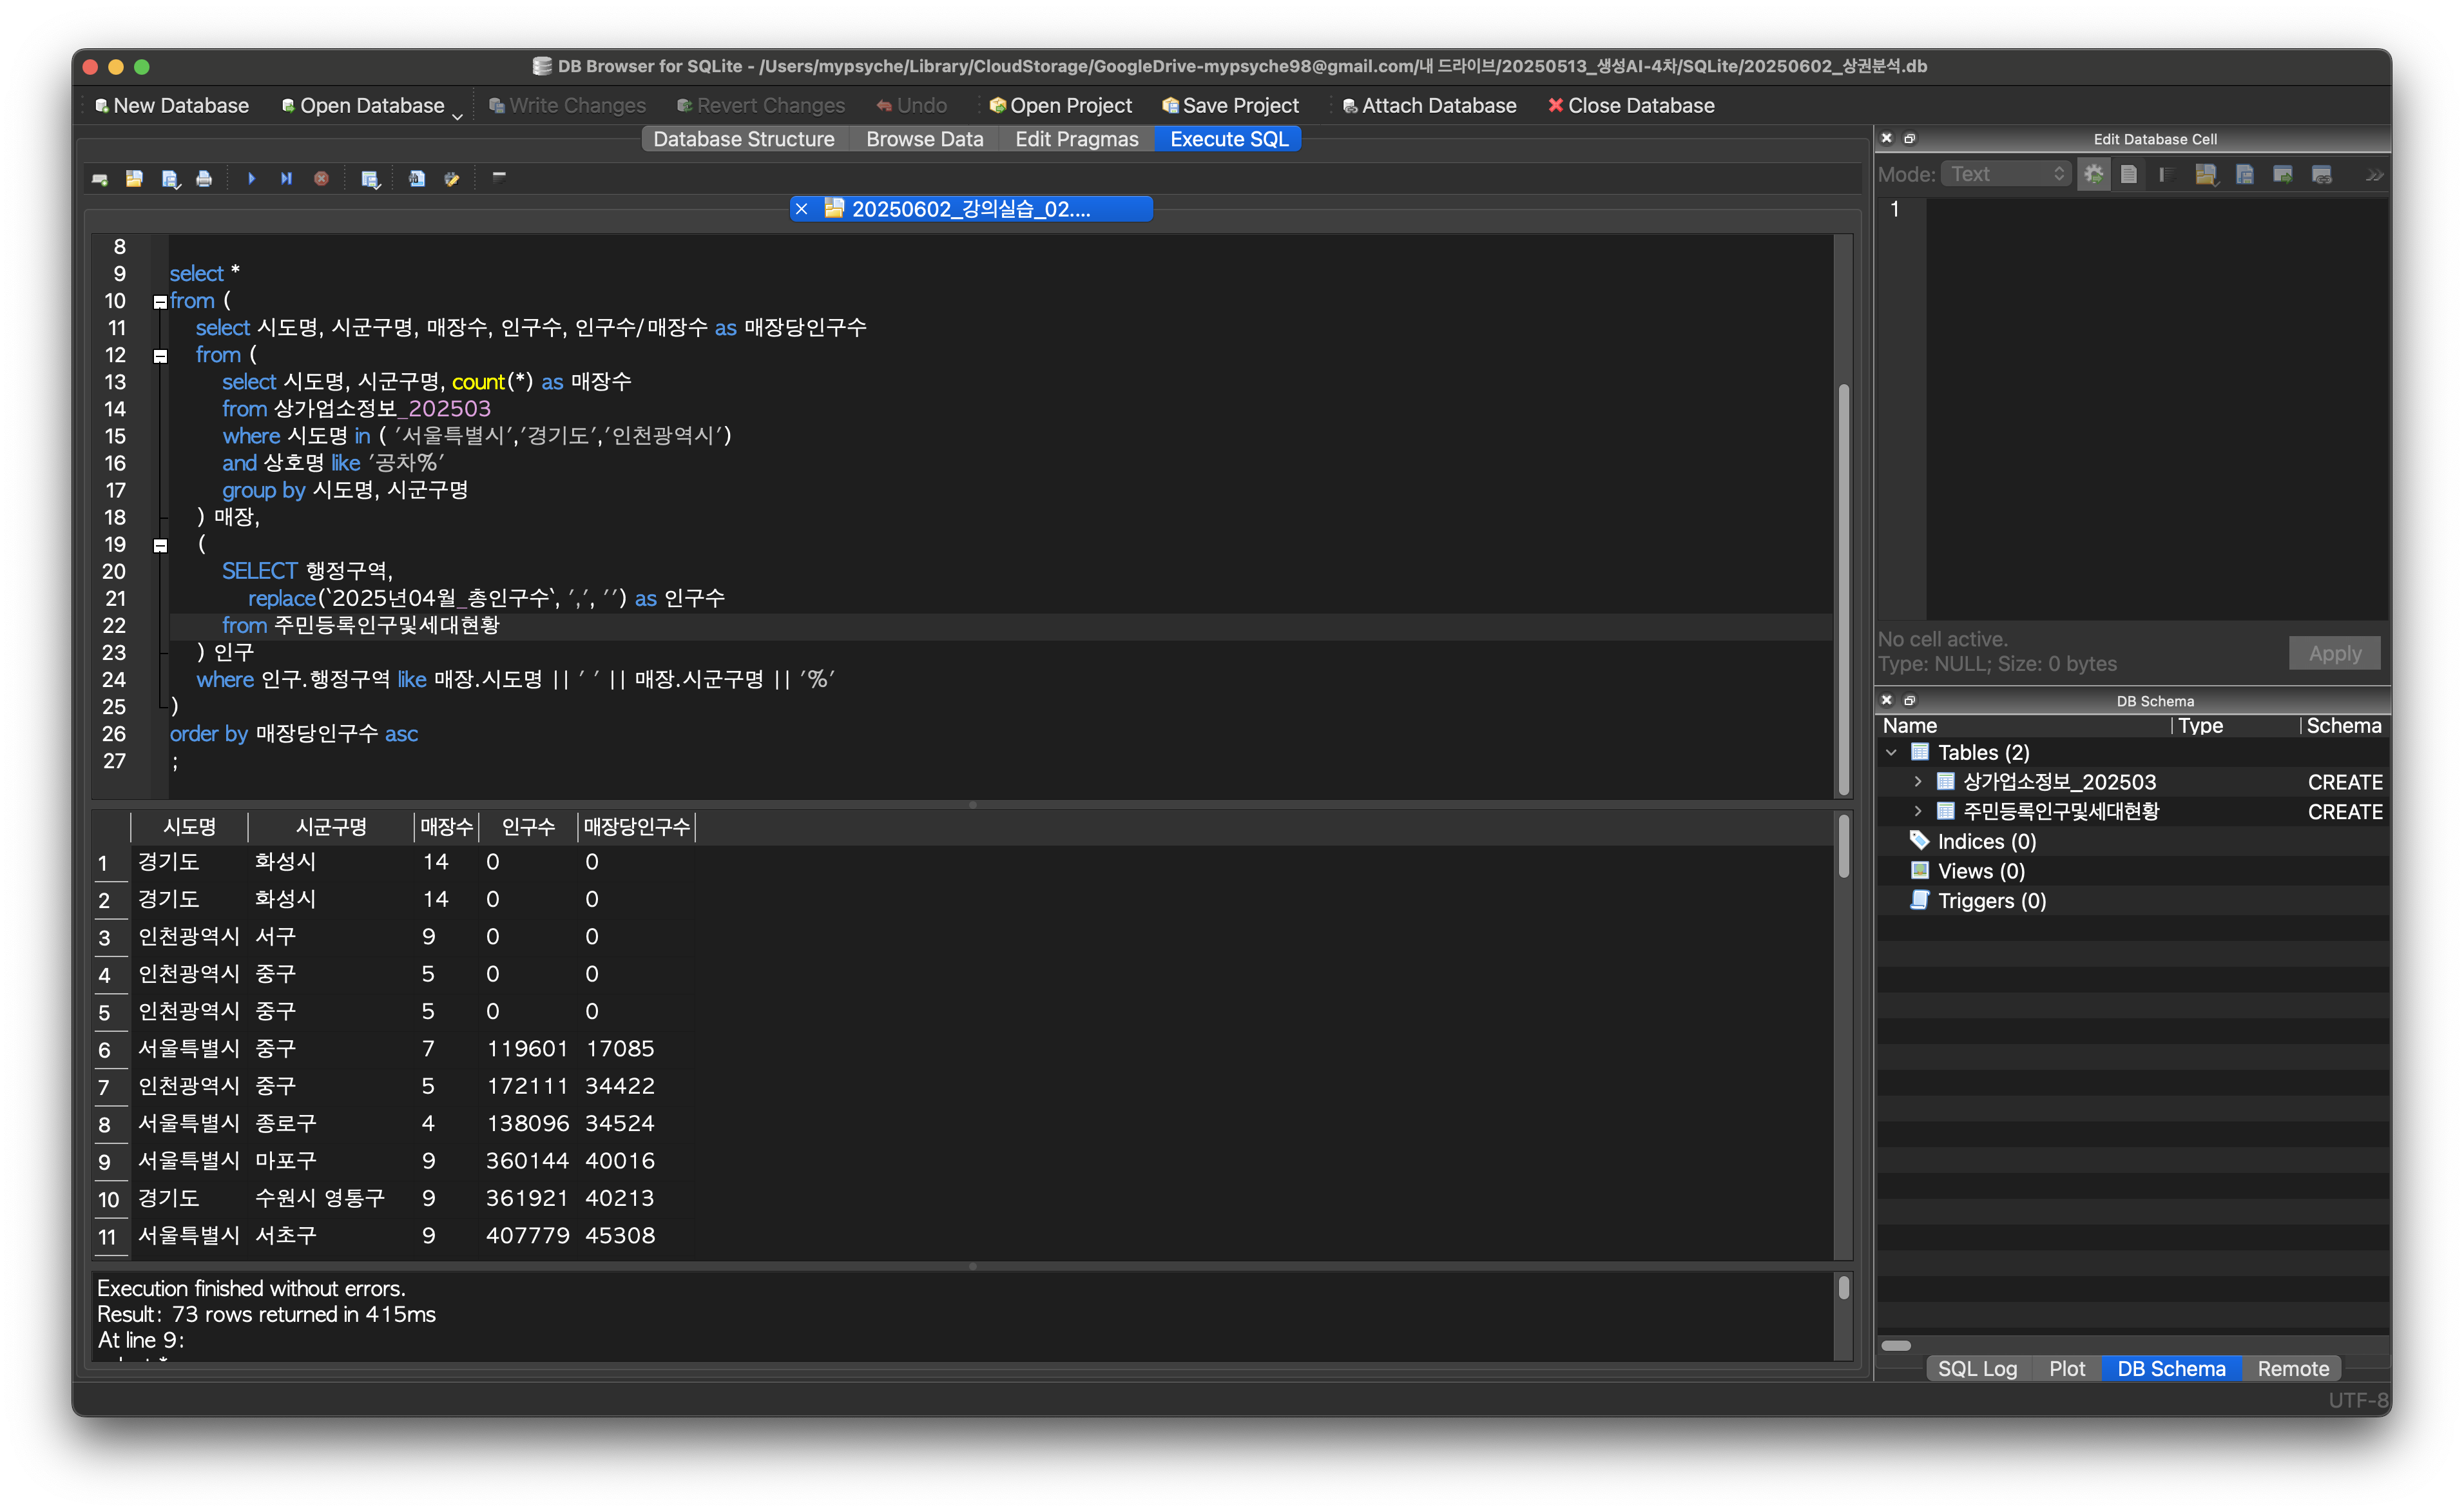 DB Browser for SQLite - /Users/mypsyche/Library/CloudStorage/GoogleDrive-mypsyche98@gmail.com/내 드라이브/20250513_생성AI-4차/SQLite/20250602_상권분석.db
New Database Open Database Write Changes Revert Changes Undo Open Project Save Project Attach Database Close Database
Database Structure Browse Data Edit Pragmas Execute SQL
20250602_강의실습_02....
8
9 select *
10 from (
11 select 시도명, 시군구명, 매장수, 인구수, 인구수/매장수 as 매장당인구수
12 from (
13 select 시도명, 시군구명, count(*) as 매장수
14 from 상가업소정보_202503
15 where 시도명 in ( '서울특별시','경기도','인천광역시')
16 and 상호명 like '공차%'
17 group by 시도명, 시군구명
18 ) 매장,
19 (
20 SELECT 행정구역,
21 replace(`2025년04월_총인구수`, ',', '') as 인구수
22 from 주민등록인구및세대현황
23 ) 인구
24 where 인구.행정구역 like 매장.시도명 || ' ' || 매장.시군구명 || '%'
25 )
26 order by 매장당인구수 asc
27 ;
시도명 시군구명 매장수 인구수 매장당인구수
1 경기도 화성시 14 0 0
2 경기도 화성시 14 0 0
3 인천광역시 서구 9 0 0
4 인천광역시 중구 5 0 0
5 인천광역시 중구 5 0 0
6 서울특별시 중구 7 119601 17085
7 인천광역시 중구 5 172111 34422
8 서울특별시 종로구 4 138096 34524
9 서울특별시 마포구 9 360144 40016
10 경기도 수원시 영통구 9 361921 40213
11 서울특별시 서초구 9 407779 45308
Execution finished without errors.
Result: 73 rows returned in 415ms
At line 9:
Edit Database Cell
Mode: Text
1
No cell active.
Type: NULL; Size: 0 bytes
Apply
DB Schema
Name Type Schema
Tables (2)
상가업소정보_202503 CREATE
주민등록인구및세대현황 CREATE
Indices (0)
Views (0)
Triggers (0)
SQL Log Plot DB Schema Remote
UTF-8